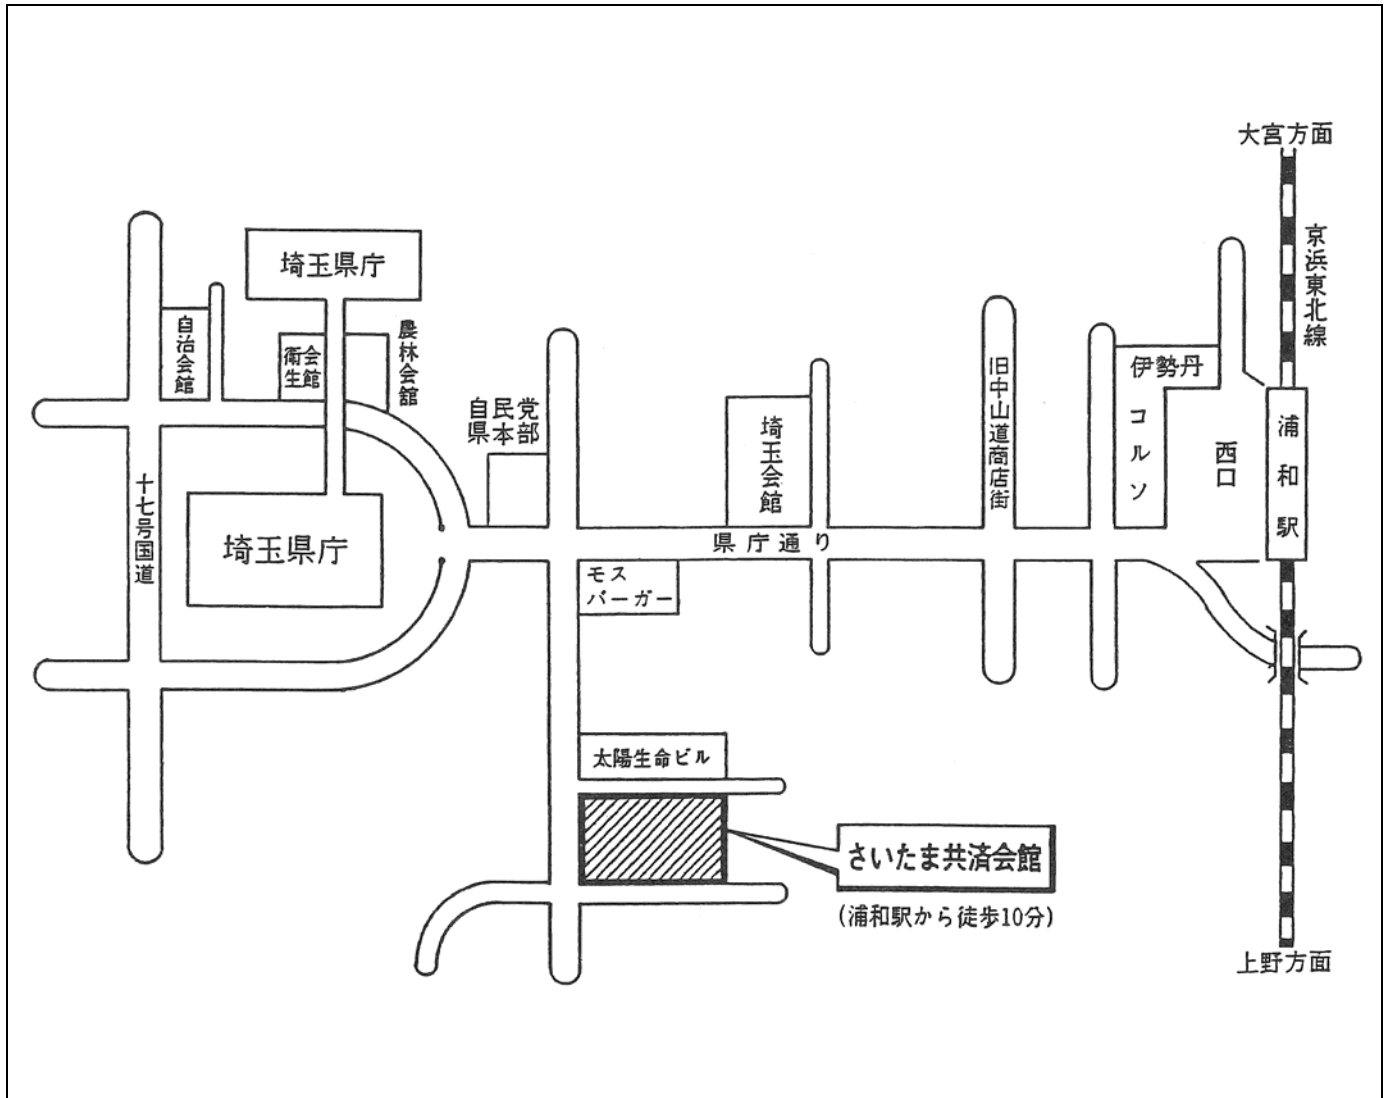 大宮方面
京浜東北線
埼玉県庁
自治会館
衛生会館
農林会館
自民党
県本部
埼玉会館
旧中山道商店街
伊勢丹
コルソ
西口
浦和駅
十七号国道
埼玉県庁
県庁通り
モス
バーガー
太陽生命ビル
さいたま共済会館
(浦和駅から徒歩10分)
上野方面